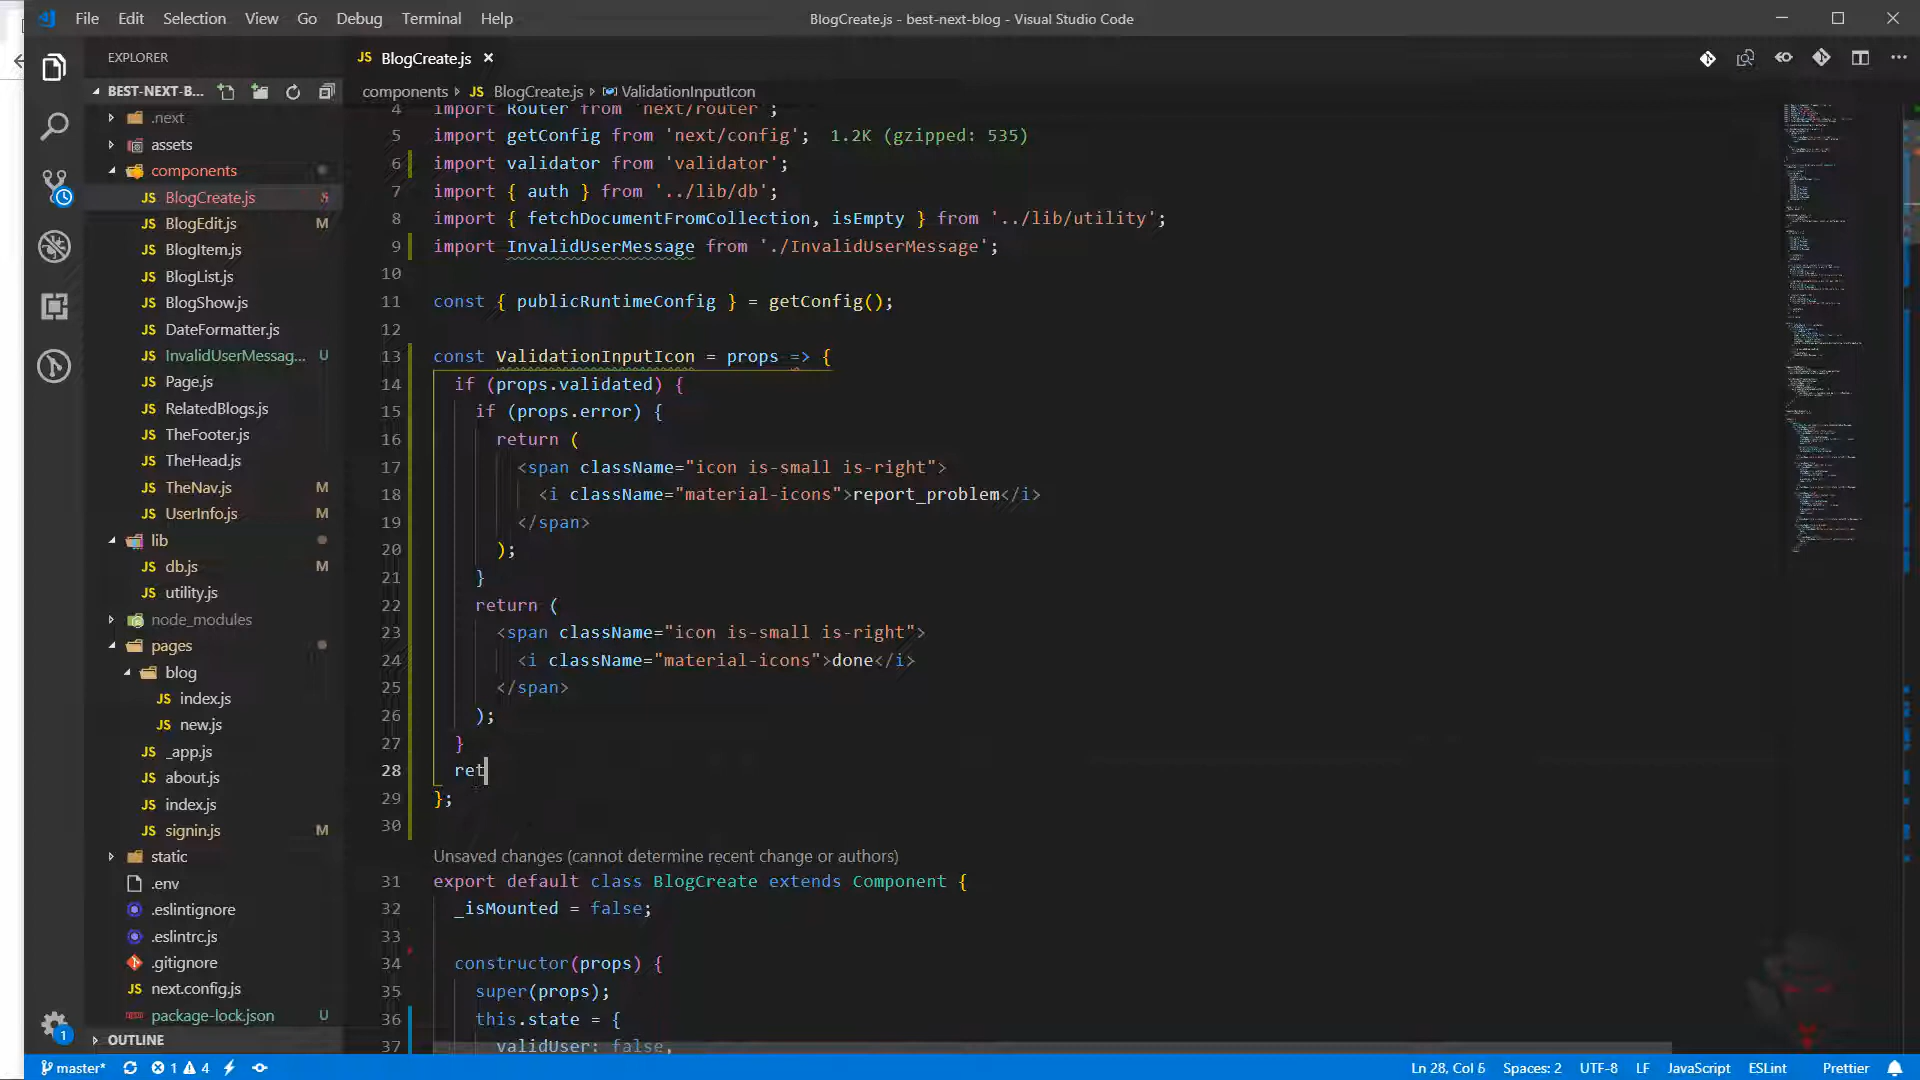 File Edit Selection View Go Debug Terminal Help
BlogCreate.js - best-next-blog - Visual Studio Code
EXPLORER
BEST-NEXT-B...
.next
assets
components
BlogCreate.js 
BlogEdit.js M
BlogItem.js
BlogList.js
BlogShow.js
DateFormatter.js
InvalidUserMessag... U
Page.js
RelatedBlogs.js
TheFooter.js
TheHead.js
TheNav.js M
UserInfo.js M
lib
db.js M
utility.js
node_modules
pages
blog
index.js
new.js
_app.js
about.js
index.js
signin.js M
static
.env
.eslintignore
.eslintrc.js
.gitignore
next.config.js
package-lock.json U
OUTLINE
JS BlogCreate.js ×
components › JS BlogCreate.js › ValidationInputIcon
4 import Router from 'next/router';
5 import getConfig from 'next/config'; 1.2K (gzipped: 535)
6 import validator from 'validator';
7 import { auth } from '../lib/db';
8 import { fetchDocumentFromCollection, isEmpty } from '../lib/utility';
9 import InvalidUserMessage from './InvalidUserMessage';
10
11 const { publicRuntimeConfig } = getConfig();
12
13 const ValidationInputIcon = props => {
14 if (props.validated) {
15 if (props.error) {
16 return (
17 <span className="icon is-small is-right">
18 <i className="material-icons">report_problem</i>
19 </span>
20 );
21 }
22 return (
23 <span className="icon is-small is-right">
24 <i className="material-icons">done</i>
25 </span>
26 );
27 }
28 ret
29 };
30
Unsaved changes (cannot determine recent change or authors)
31 export default class BlogCreate extends Component {
32 _isMounted = false;
33
34 constructor(props) {
35 super(props);
36 this.state = {
37 validUser: false,
master* 1 4 Ln 28, Col 6 Spaces: 2 UTF-8 LF JavaScript ESLint Prettier